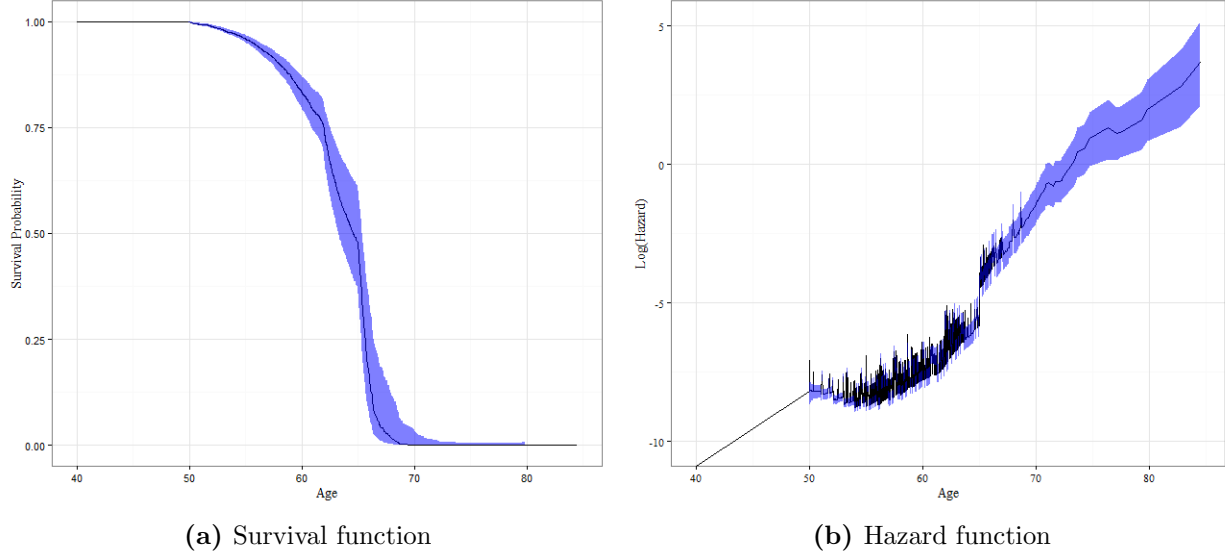 1.00
0.75
0.50
0.25
0.00
Survival Probability
40 50 60 70 80
Age
5
0
-5
-10
Log(Hazard)
40 50 60 70 80
Age
(a) Survival function
(b) Hazard function